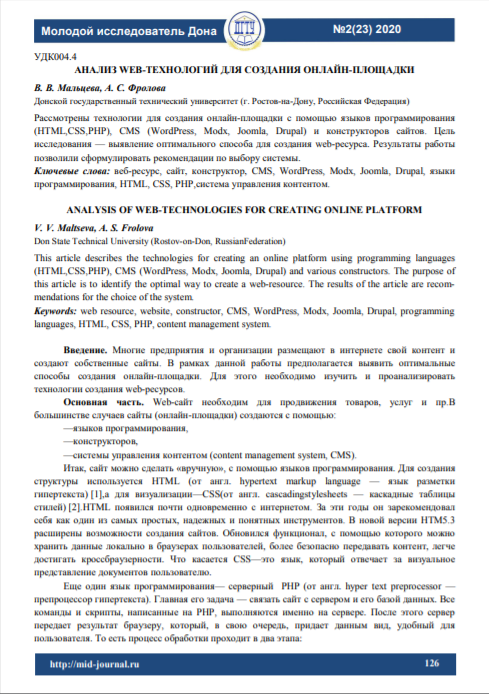 Молодой исследователь Дона
№2(23) 2020
УДК004.4
АНАЛИЗ WEB-ТЕХНОЛОГИЙ ДЛЯ СОЗДАНИЯ ОНЛАЙН-ПЛОЩАДКИ
В. В. Мальцева, А. С. Фролова
Донской государственный технический университет (г. Ростов-на-Дону, Российская Федерация)
Рассмотрены технологии для создания онлайн-площадки с помощью языков программирования
(HTML,CSS,PHP), CMS (WordPress, Modx, Joomla, Drupal) и конструкторов сайтов. Цель
исследования — выявление оптимального способа для создания web-ресурса. Результаты работы
позволили сформулировать рекомендации по выбору системы.
Ключевые слова: веб-ресурс, сайт, конструктор, CMS, WordPress, Modx, Joomla, Drupal, языки
программирования, HTML, CSS, PHP,система управления контентом.
ANALYSIS OF WEB-TECHNOLOGIES FOR CREATING ONLINE PLATFORM
V. V. Maltseva, A. S. Frolova
Don State Technical University (Rostov-on-Don, RussianFederation)
This article describes the technologies for creating an online platform using programming languages
(HTML,CSS,PHP), CMS (WordPress, Modx, Joomla, Drupal) and various constructors. The purpose of
this article is to identify the optimal way to create a web-resource. The results of the article are recom-
mendations for the choice of the system.
Keywords: web resource, website, constructor, CMS, WordPress, Modx, Joomla, Drupal, programming
languages, HTML, CSS, PHP, content management system.
Введение. Многие предприятия и организации размещают в интернете свой контент и
создают собственные сайты. В рамках данной работы предполагается выявить оптимальные
способы создания онлайн-площадки. Для этого необходимо изучить и проанализировать
технологии создания web-ресурсов.
Основная часть. Web-сайт необходим для продвижения товаров, услуг и пр.В
большинстве случаев сайты (онлайн-площадки) создаются с помощью:
—языков программирования,
—конструкторов,
—системы управления контентом (content management system, CMS).
Итак, сайт можно сделать «вручную», с помощью языков программирования. Для создания
структуры используется HTML (от англ. hypertext markup language — язык разметки
гипертекста) [1],а для визуализации—CSS(от англ. cascadingstylesheets — каскадные таблицы
стилей) [2].HTML появился почти одновременно с интернетом. За эти годы он зарекомендовал
себя как один из самых простых, надежных и понятных инструментов. В новой версии HTM5.3
расширены возможности создания сайтов. Обновился функционал, с помощью которого можно
хранить данные локально в браузерах пользователей, более безопасно передавать контент, легче
достигать кроссбраузерности. Что касается CSS—это язык, который отвечает за визуальное
представление документов пользователю.
Еще один язык программирования— серверный PHP (от англ. hyper text preprocessor —
препроцессор гипертекста). Главная его задача — связать сайт с сервером и его базой данных. Все
команды и скрипты, написанные на PHP, выполняются именно на сервере. После этого сервер
передает результат браузеру, который, в свою очередь, придает данным вид, удобный для
пользователя. То есть процесс обработки проходит в два этапа:
http://mid-journal.ru
126